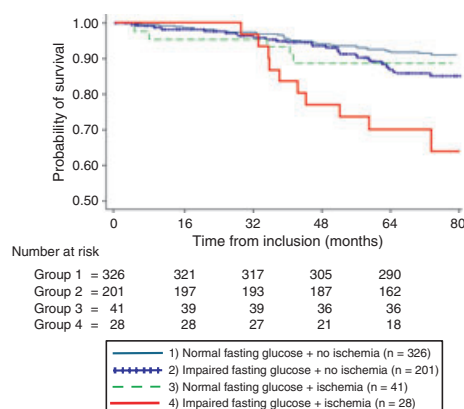 1.00
0.90
0.80
0.70
0.60
0.50
Probability of survival
0 16 32 48 64 80
Time from inclusion (months)
Number at risk
Group 1 = 326 321 317 305 290
Group 2 = 201 197 193 187 162
Group 3 = 41 39 39 36 36
Group 4 = 28 28 27 21 18
1) Normal fasting glucose + no ischemia (n = 326)
2) Impaired fasting glucose + no ischemia (n = 201)
3) Normal fasting glucose + ischemia (n = 41)
4) Impaired fasting glucose + ischemia (n = 28)